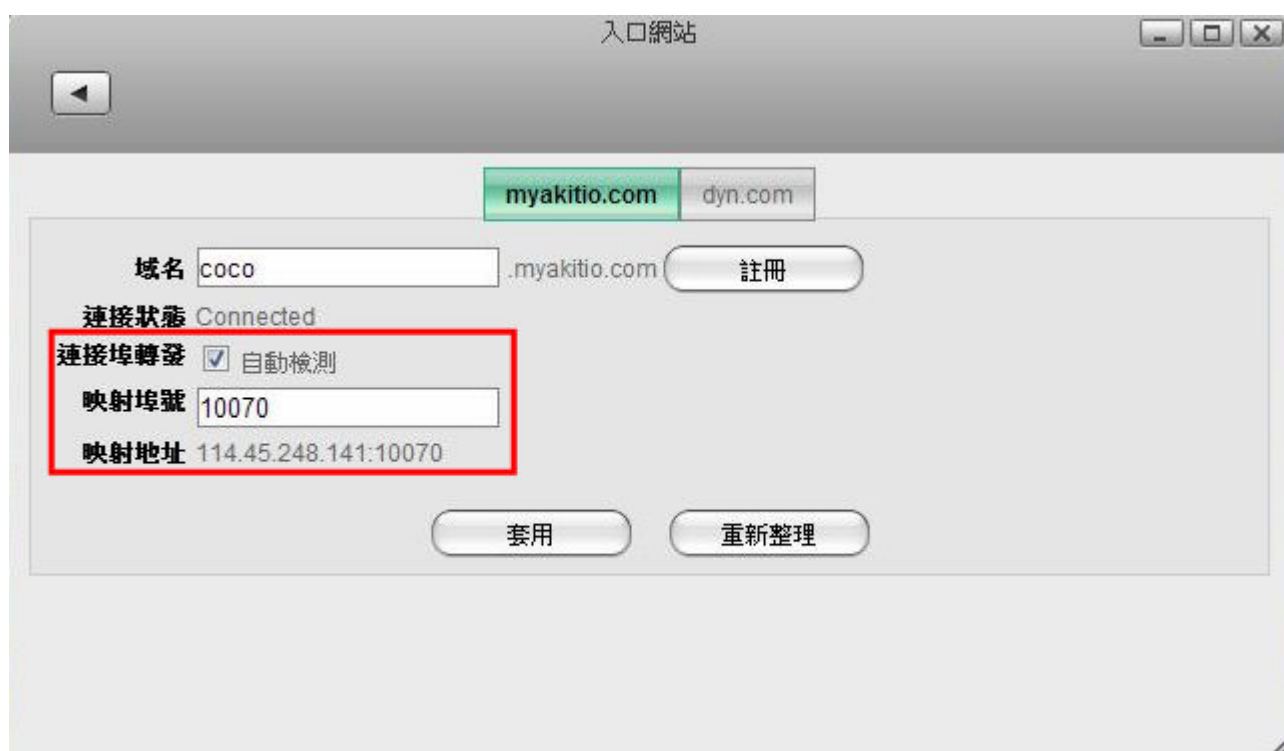 入口網站
myakitio.com dyn.com
域名 coco .myakitio.com 註冊
連接狀態 Connected
連接埠轉發 自動檢測
映射埠號 10070
映射地址 114.45.248.141:10070
套用 重新整理